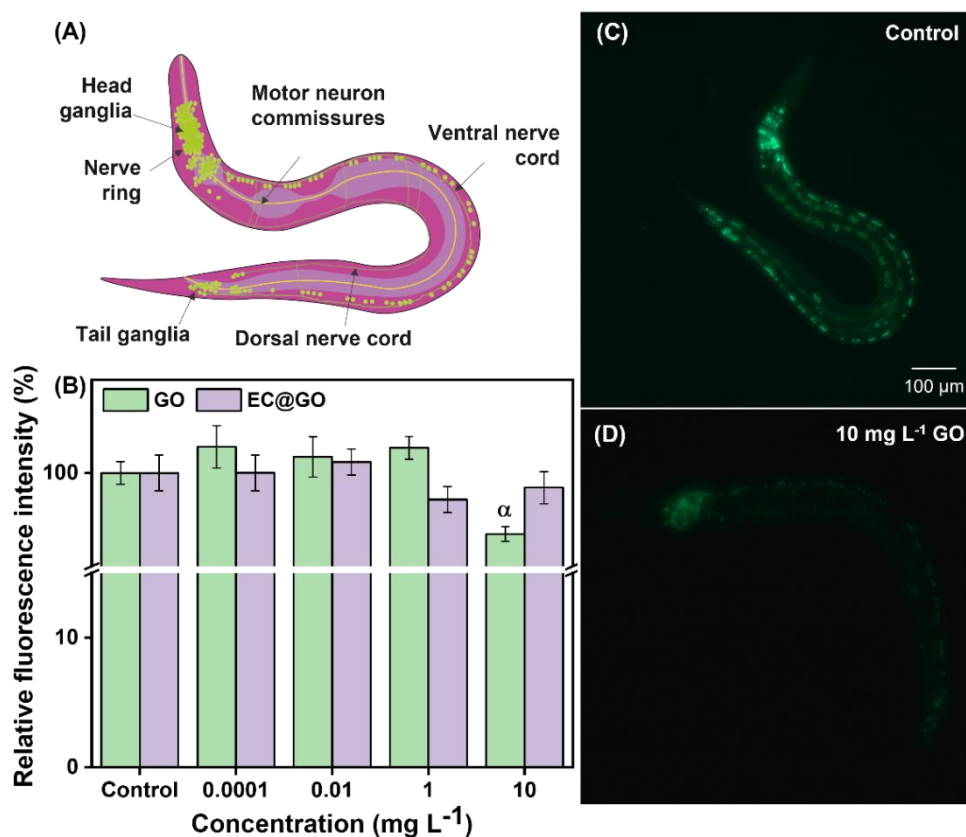 (A)
Head
ganglia
Nerve
ring
Motor neuron
commissures
Ventral nerve
cord
Tail ganglia
Dorsal nerve cord
(B)
GO
EC@GO
Relative fluorescence intensity (%)
100
10
0
α
Control
0.0001
0.01
1
10
Concentration (mg L⁻¹)
(C)
Control
100 µm
(D)
10 mg L⁻¹ GO